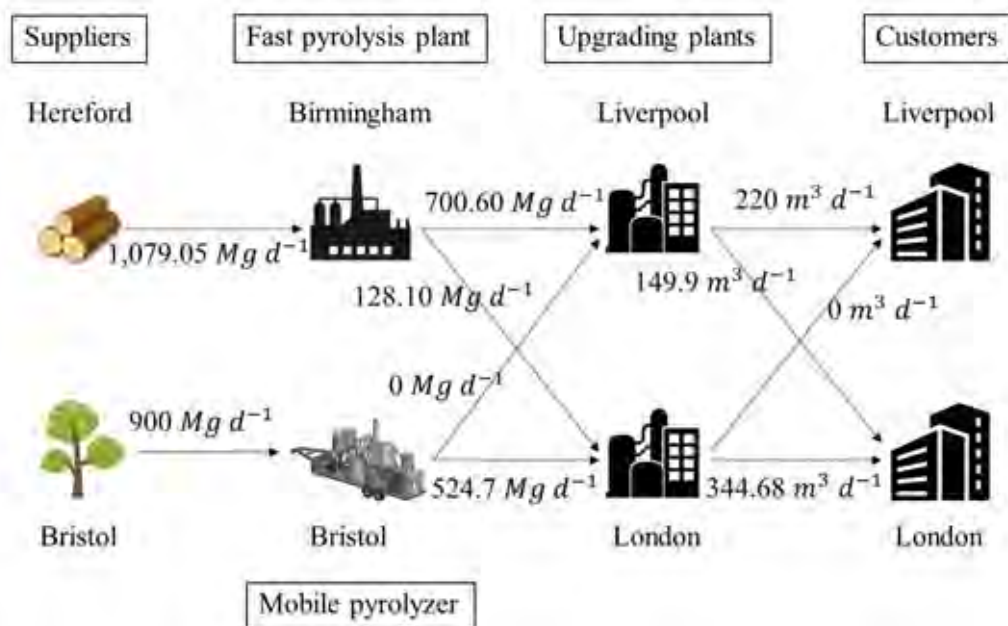 Suppliers
Fast pyrolysis plant
Upgrading plants
Customers
Hereford
Birmingham
Liverpool
Liverpool
1,079.05 Mg d⁻¹
700.60 Mg d⁻¹
220 m³ d⁻¹
128.10 Mg d⁻¹
149.9 m³ d⁻¹
0 m³ d⁻¹
0 Mg d⁻¹
900 Mg d⁻¹
524.7 Mg d⁻¹
344.68 m³ d⁻¹
Bristol
Bristol
London
London
Mobile pyrolyzer